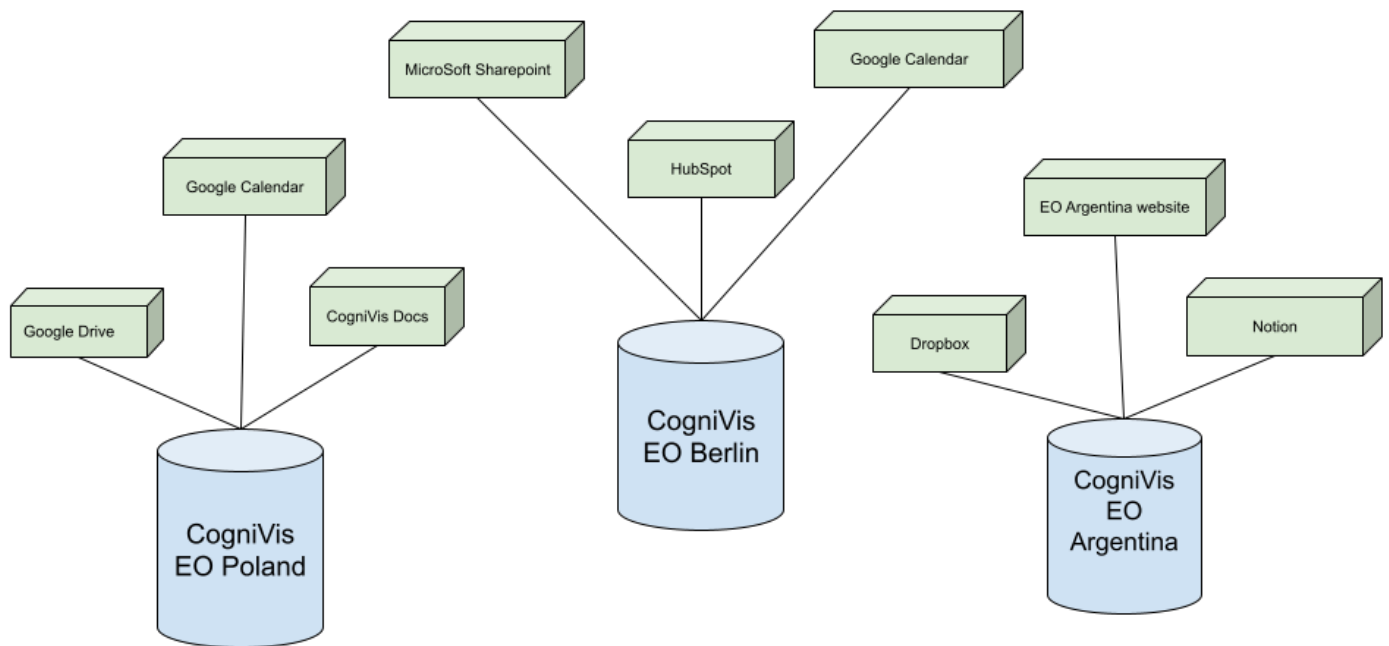 MicroSoft Sharepoint
Google Calendar
HubSpot
Google Calendar
EO Argentina website
Google Drive
CogniVis Docs
Dropbox
Notion
CogniVis
EO Berlin
CogniVis
EO
Argentina
CogniVis
EO Poland